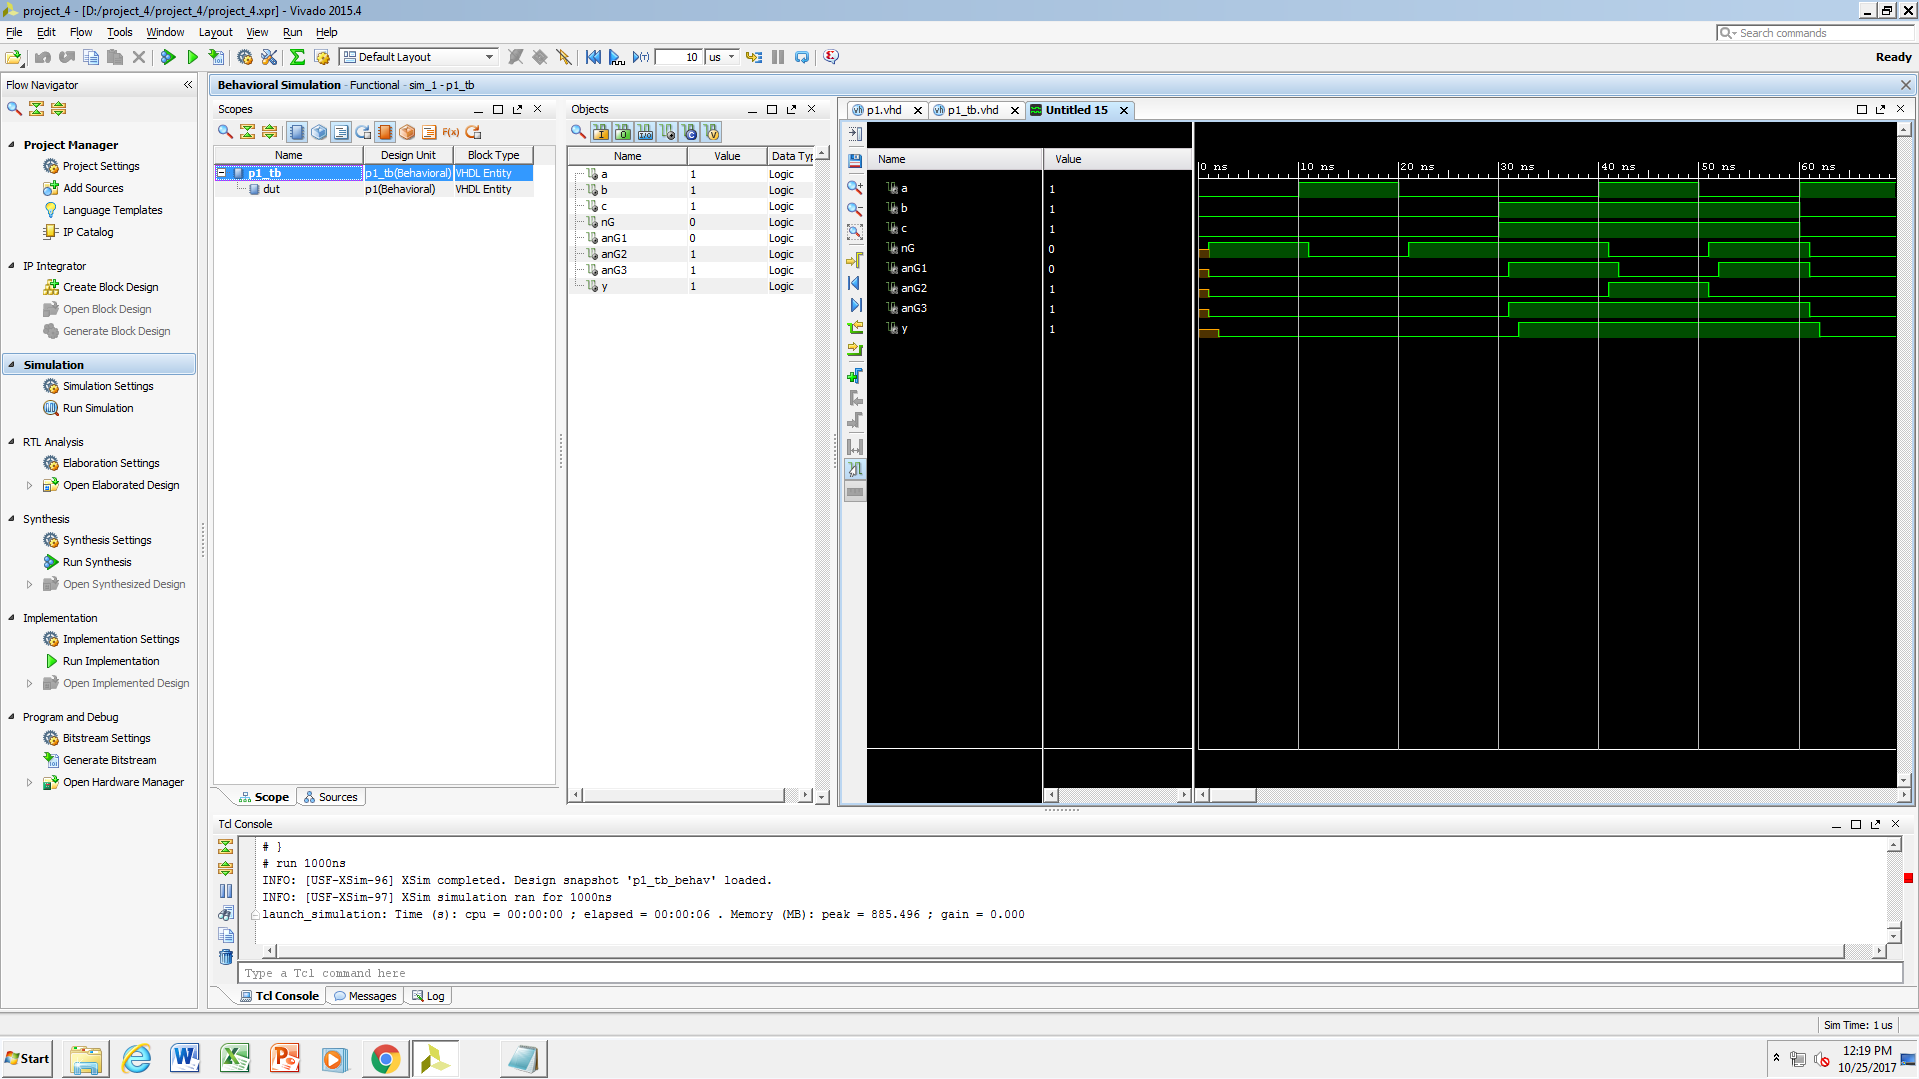 project_4 - [D:/project_4/project_4/project_4.xpr] - Vivado 2015.4
File Edit Flow Tools Window Layout View Run Help
Search commands
Default Layout 10 us Ready
Flow Navigator
Behavioral Simulation - Functional - sim_1 - p1_tb
Project Manager
Project Settings
Add Sources
Language Templates
IP Catalog
IP Integrator
Create Block Design
Open Block Design
Generate Block Design
Simulation
Simulation Settings
Run Simulation
RTL Analysis
Elaboration Settings
Open Elaborated Design
Synthesis
Synthesis Settings
Run Synthesis
Open Synthesized Design
Implementation
Implementation Settings
Run Implementation
Open Implemented Design
Program and Debug
Bitstream Settings
Generate Bitstream
Open Hardware Manager
Scopes
F(x)
Name Design Unit Block Type
p1_tb p1_tb(Behavioral) VHDL Entity
dut p1(Behavioral) VHDL Entity
Scope Sources
Objects
Name Value Data Typ
a 1 Logic
b 1 Logic
c 1 Logic
nG 0 Logic
anG1 0 Logic
anG2 1 Logic
anG3 1 Logic
y 1 Logic
p1.vhd p1_tb.vhd Untitled 15
Name Value
0 ns 10 ns 20 ns 30 ns 40 ns 50 ns 60 ns
a 1
b 1
c 1
nG 0
anG1 0
anG2 1
anG3 1
y 1
Tcl Console
# }
# run 1000ns
INFO: [USF-XSim-96] XSim completed. Design snapshot 'p1_tb_behav' loaded.
INFO: [USF-XSim-97] XSim simulation ran for 1000ns
launch_simulation: Time (s): cpu = 00:00:00 ; elapsed = 00:00:06 . Memory (MB): peak = 885.496 ; gain = 0.000
Type a Tcl command here
Tcl Console Messages Log
Sim Time: 1 us
Start
12:19 PM
10/25/2017